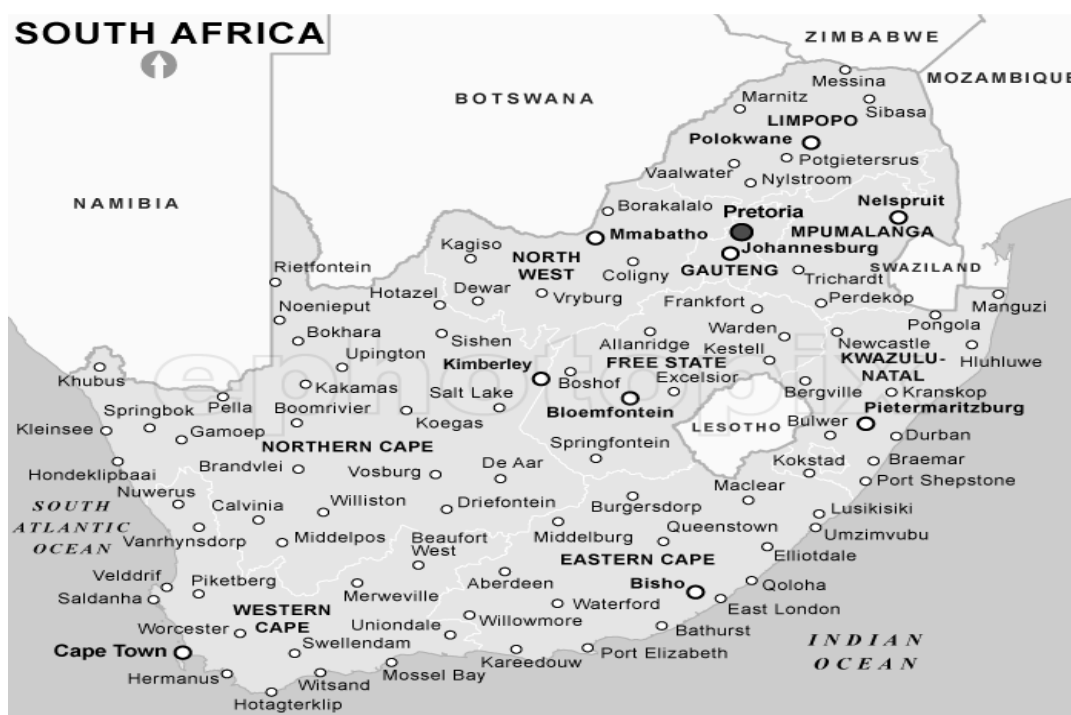 SOUTH AFRICA
ZIMBABWE
MOZAMBIQUE
BOTSWANA
NAMIBIA
Messina
Marnitz
Sibasa
LIMPOPO
Polokwane
Potgietersrus
Vaalwater
Nylstroom
Nelspruit
Borakalalo
Pretoria
Mmabatho
MPUMALANGA
Johannesburg
Kagiso
NORTH
WEST
Coligny
GAUTENG
SWAZILAND
Rietfontein
Trichardt
Hotazel
Dewar
Vryburg
Frankfort
Perdekop
Manguzi
Noenieput
Pongola
Bokhara
Sishen
Allanridge
Warden
Newcastle
Upington
Kestell
Hluhluwe
Kimberley
FREE STATE
KWAZULU-
NATAL
Khubus
Kakamas
Boshof
Excelsior
Bergville
Kranskop
Pella
Salt Lake
Springbok
Boomrivier
Bloemfontein
Pietermaritzburg
Kleinsee
Gamoep
Koegas
LESOTHO
Bulwer
Durban
NORTHERN CAPE
Springfontein
Hondeklipbaai
Brandvlei
Vosburg
De Aar
Kokstad
Braemar
Nuwerus
Maclear
Port Shepstone
SOUTH
ATLANTIC
OCEAN
Calvinia
Williston
Driefontein
Burgersdorp
Lusikisiki
Vanrhynsdorp
Middelpos
Beaufort
West
Middelburg
Queenstown
Umzimvubu
EASTERN CAPE
Elliotdale
Velddrif
Piketberg
Aberdeen
Bisho
Qoloha
Saldanha
Merweville
Waterford
East London
WESTERN
CAPE
Worcester
Uniondale
Willowmore
Bathurst
Cape Town
Swellendam
Kareedouw
Port Elizabeth
INDIAN
OCEAN
Hermanus
Witsand
Mossel Bay
Hotagterklip
ephotopix